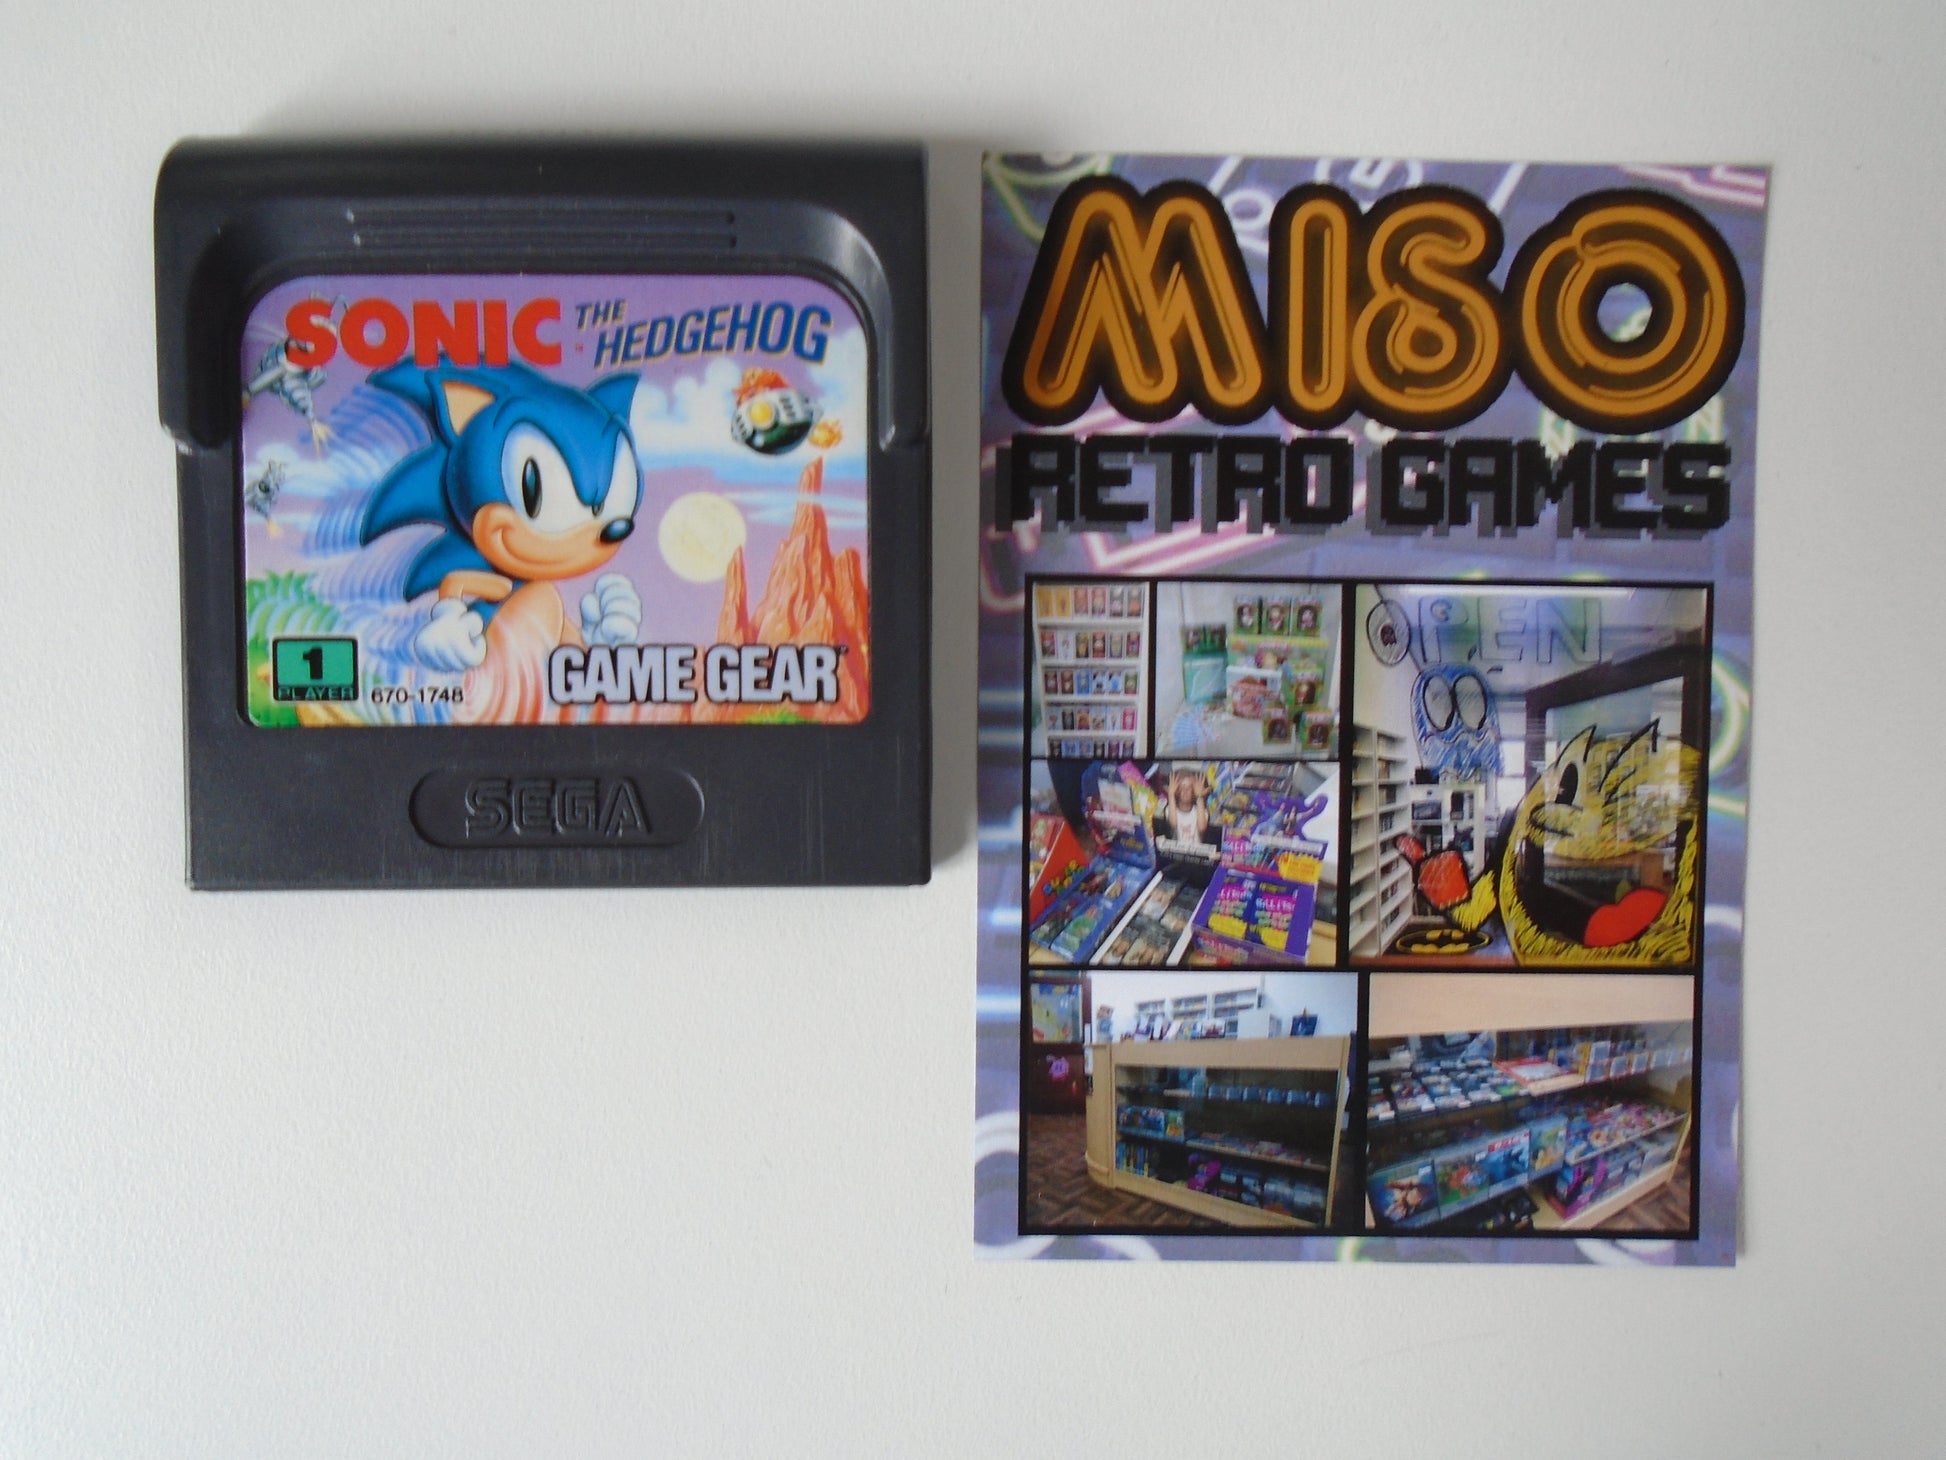 SONIC THE HEDGEHOG
1
PLAYER
670-1748
GAME GEAR
SEGA
MISO
RETRO GAMES
OPEN